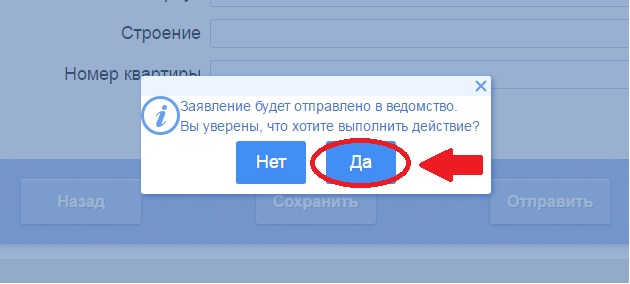 Строение
Номер квартиры
Заявление будет отправлено в ведомство.
Вы уверены, что хотите выполнить действие?
Нет Да
Назад Сохранить Отправить